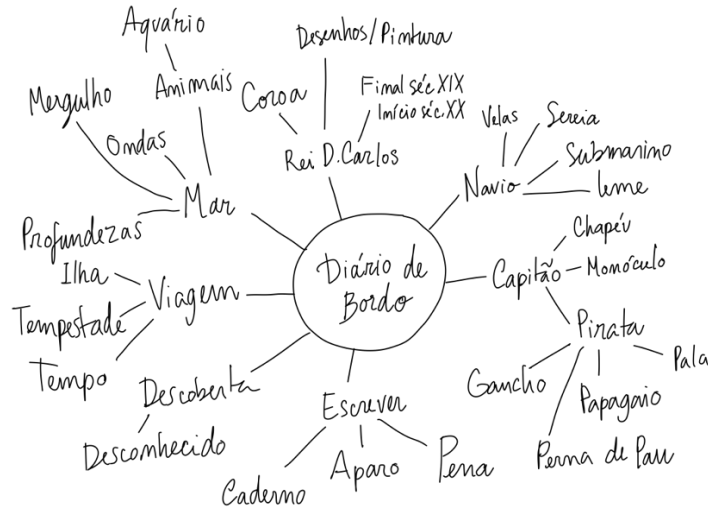 Aquário
Desenhos/Pintura
Mergulho
Animais
Coroa
Final séc XIX
Início séc. XX
Ondas
Rei D. Carlos
Velas
Sereia
Submarino
Navio
leme
Mar
Profundezas
Chapéu
Diário de
Bordo
Capitão
Monóculo
Ilha
Viagem
Tempestade
Tempo
Pirata
Pala
Gancho
Papagaio
Perna de Pau
Descoberta
Desconhecido
Escrever
Caderno
Aparo
Pena